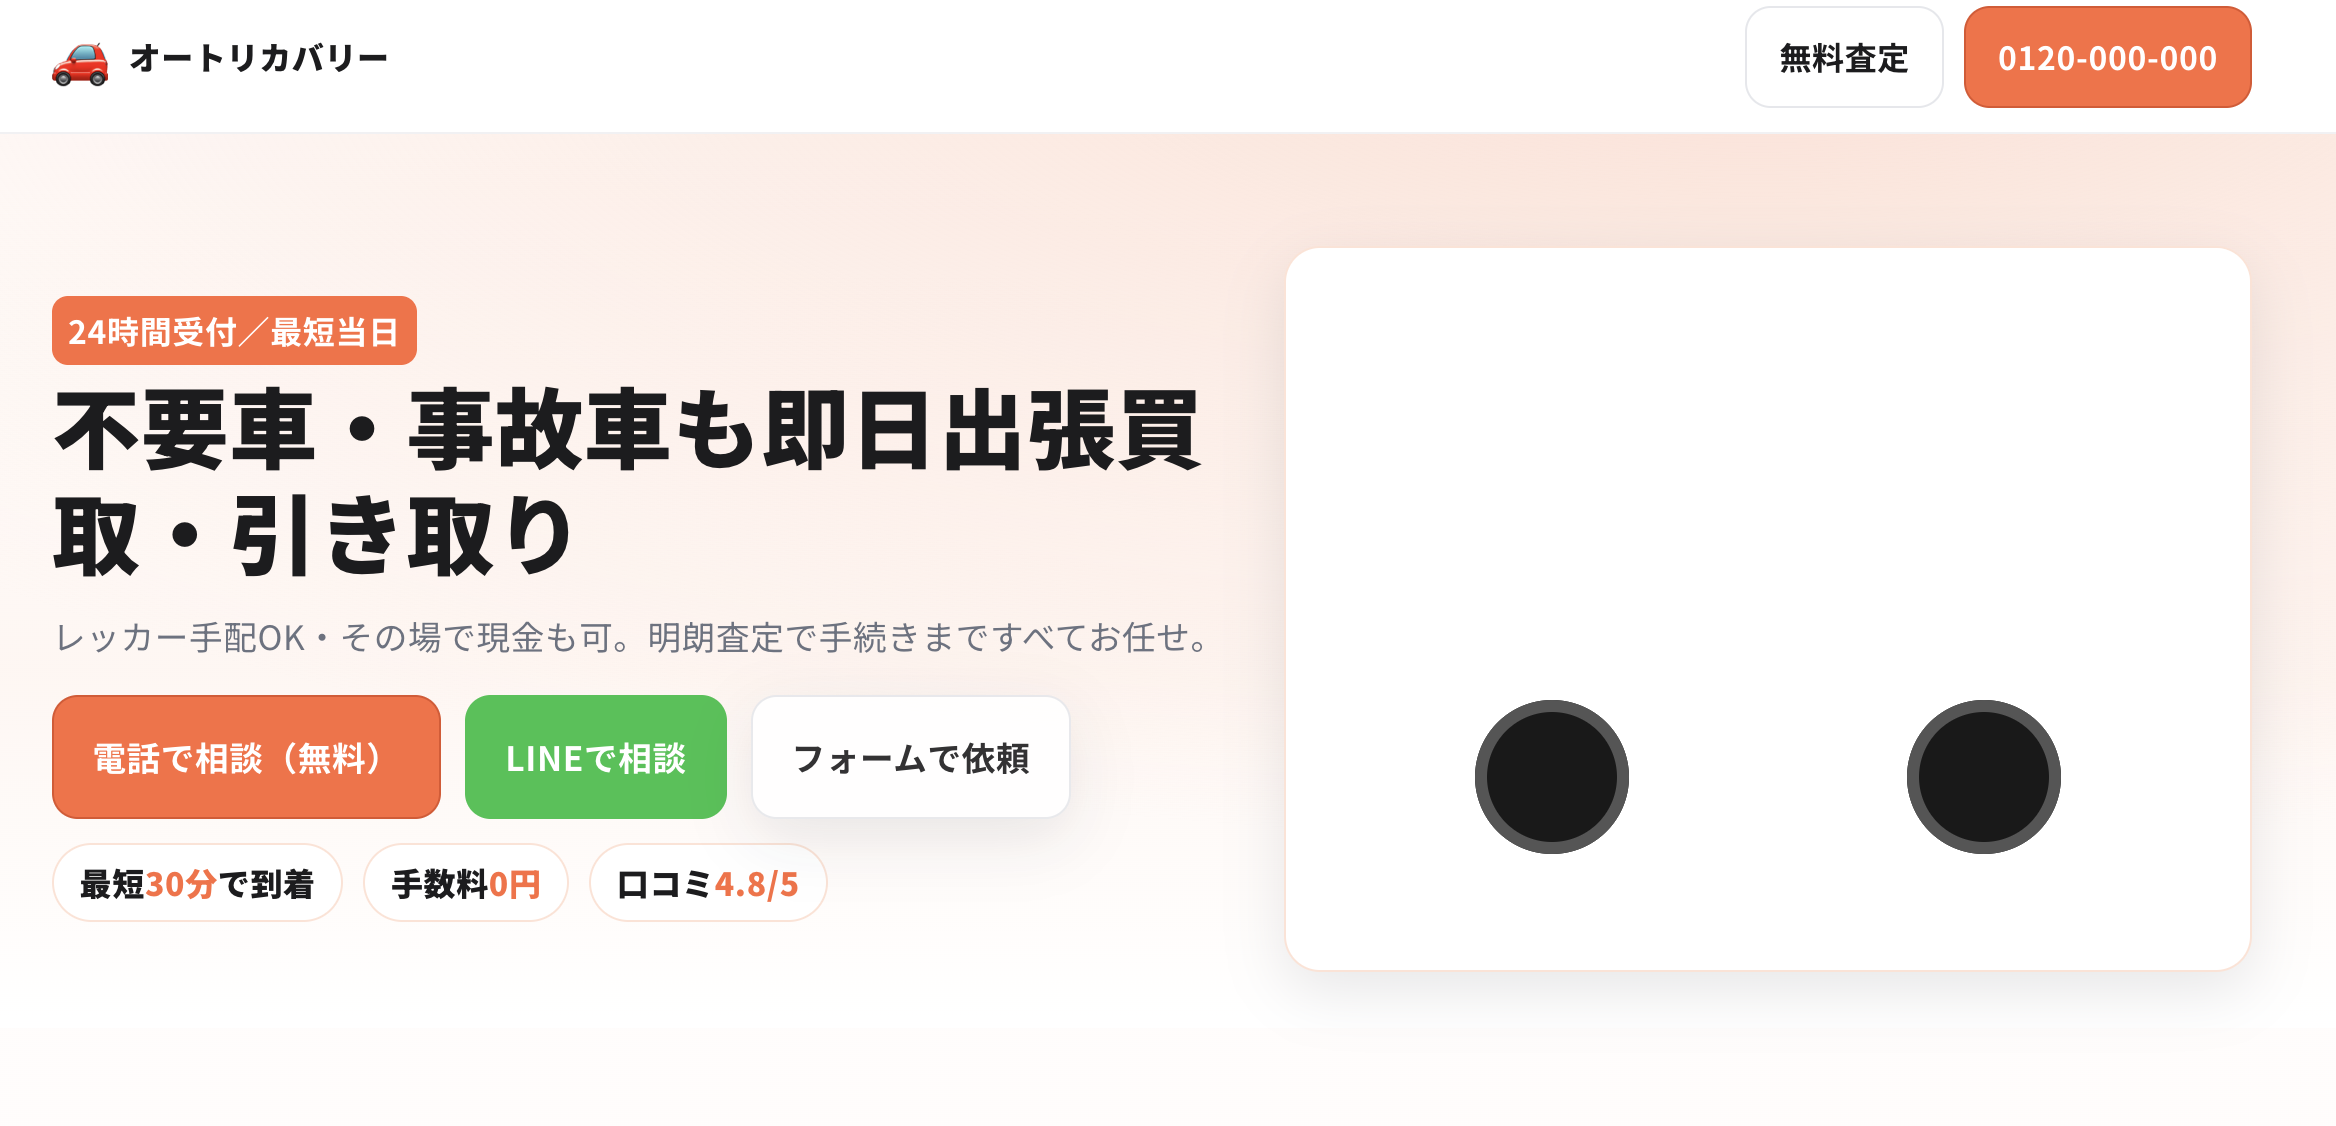 オートリカバリー
無料査定
0120-000-000
24時間受付／最短当日
不要車・事故車も即日出張買
取・引き取り
レッカー手配OK・その場で現金も可。明朗査定で手続きまですべてお任せ。
電話で相談（無料）
LINEで相談
フォームで依頼
最短30分で到着
手数料0円
口コミ4.8/5